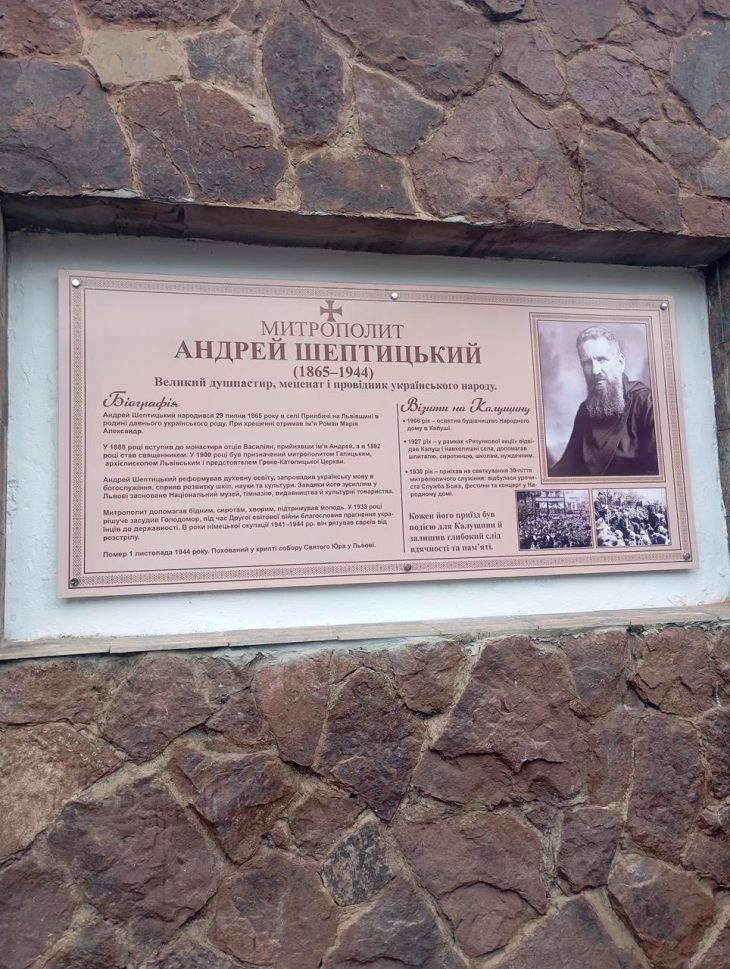 МИТРОПОЛИТ
АНДРЕЙ ШЕПТИЦЬКИЙ
(1865–1944)
Великий душпастир, меценат і провідник українського народу.
Біографія
Андрей Шептицький народився 29 липня 1865 року в селі Прилбичі на Львівщині в
родині давнього українського роду. При хрещенні отримав ім'я Роман Марія
Александр.
У 1888 році вступив до монастиря отців Василіян, прийнявши ім'я Андрей, а в 1892
році став священником. У 1900 році був призначений митрополитом Галицьким,
архієпископом Львівським і предстоятелем Греко-Католицької Церкви.
Андрей Шептицький реформував духовну освіту, запровадив українську мову в
богослужіння, сприяв розвитку шкіл, науки та культури. Завдяки його зусиллям у
Львові засновано Національний музей, гімназію, видавництва й культурні товариства.
Митрополит допомагав бідним, сиротам, хворим, підтримував молодь. У 1933 році
рішуче засудив Голодомор, під час Другої світової війни благословив прагнення укра-
їнців до державності. В роки німецької окупації 1941–1944 рр. він рятував євреїв від
розстрілу.
Помер 1 листопада 1944 року. Похований у крипті собору Святого Юра у Львові.
Візити на Калущину
• 1906 рік – освятив будівництво Народного
дому в Калуші.
• 1927 рік – у рамках «Рятункової акції» відві-
дав Калуш і навколишні села, допомагав
шпиталю, сиротинцю, школам, нужденним.
• 1930 рік – приїхав на святкування 30-ліття
митрополичого служіння: відбулася урочи-
ста Служба Божа, фестини та концерт у На-
родному домі.
Кожен його приїзд був
подією для Калущини й
залишив глибокий слід
вдячності та пам'яті.